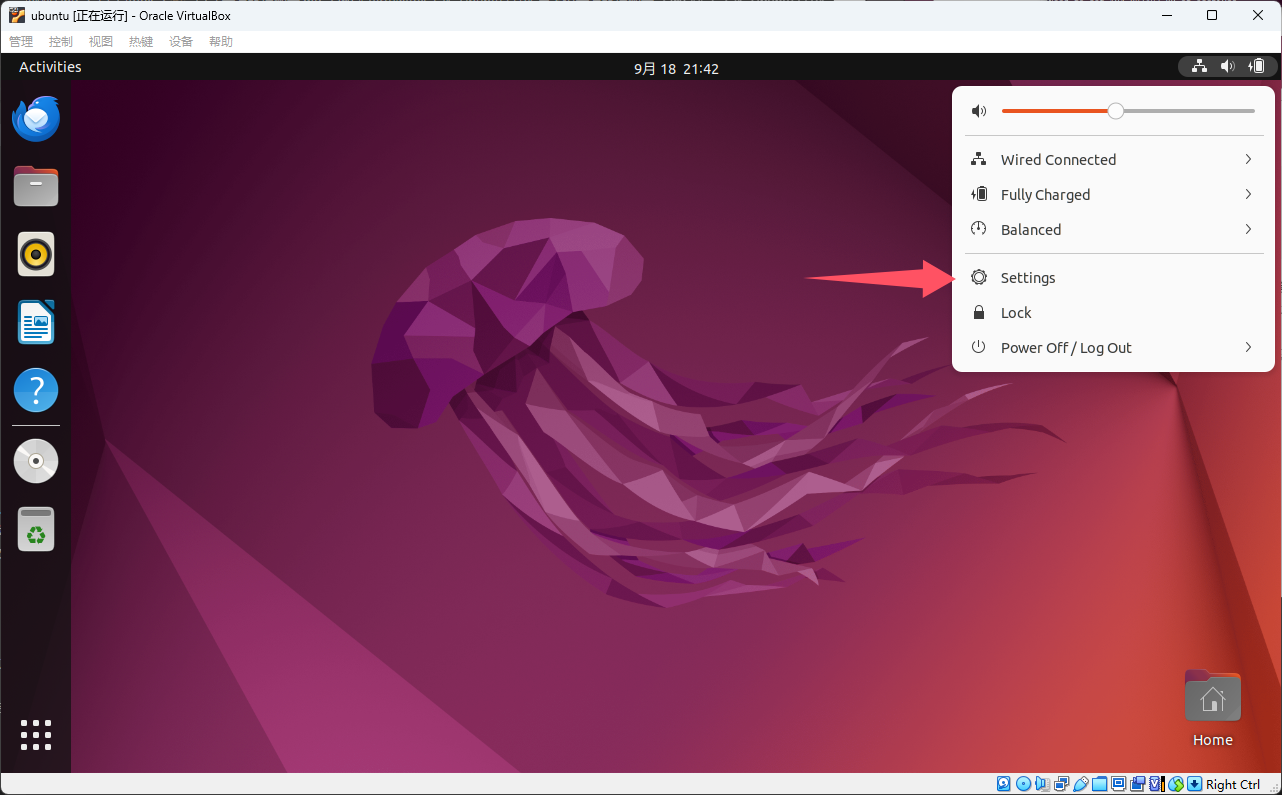 ubuntu [正在运行] - Oracle VirtualBox
管理 控制 视图 热键 设备 帮助
Activities
9月 18 21:42
Wired Connected
Fully Charged
Balanced
Settings
Lock
Power Off / Log Out
?
Home
Right Ctrl